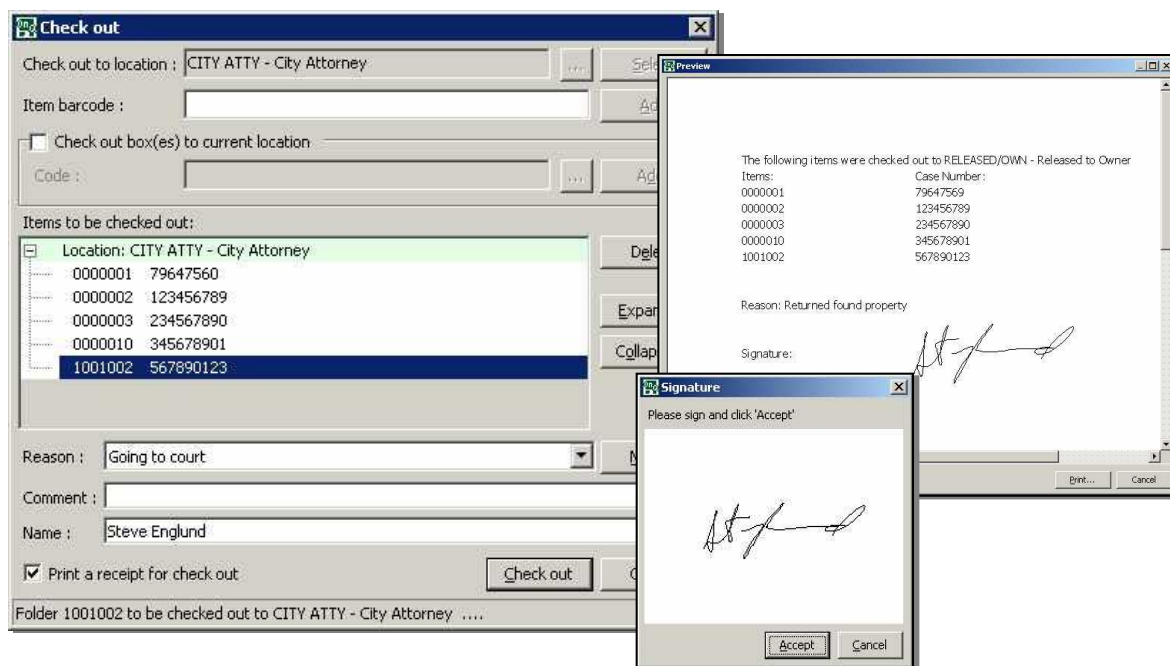 Check out
Check out to location : CITY ATTY - City Attorney ...
Item barcode :
Check out box(es) to current location
Code : ...
Items to be checked out:
Location: CITY ATTY - City Attorney
0000001 79647560
0000002 123456789
0000003 234567890
0000010 345678901
1001002 567890123
Reason : Going to court
Comment :
Name : Steve Englund
Print a receipt for check out Check out
Folder 1001002 to be checked out to CITY ATTY - City Attorney ....
Preview
The following items were checked out to RELEASED/OWN - Released to Owner
Items: Case Number:
0000001 79647569
0000002 123456789
0000003 234567890
0000010 345678901
1001002 567890123
Reason: Returned found property
Signature:
Print... Cancel
Signature
Please sign and click 'Accept'
Accept Cancel